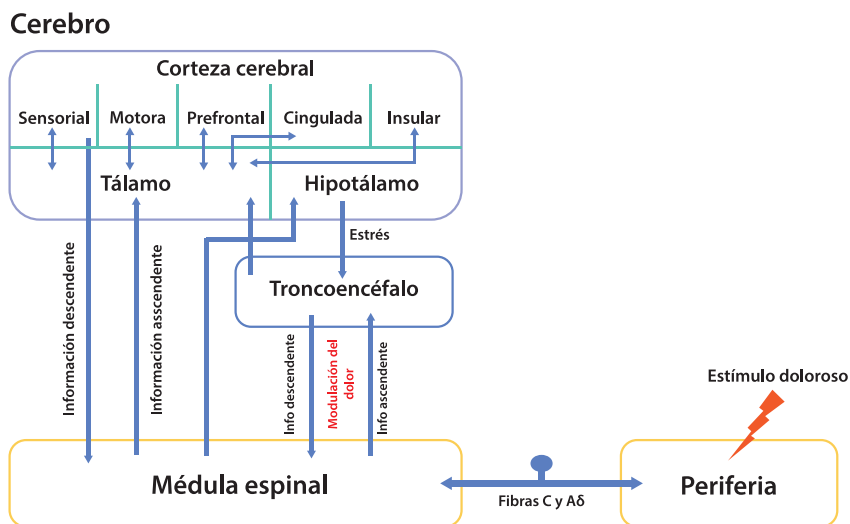 Cerebro
Corteza cerebral
Sensorial
Motora
Prefrontal
Cingulada
Insular
Tálamo
Hipotálamo
Estrés
Troncoencéfalo
Información descendente
Información asscendente
Info descendente
Modulación del
dolor
Info ascendente
Estímulo doloroso
Médula espinal
Fibras C y Aδ
Periferia